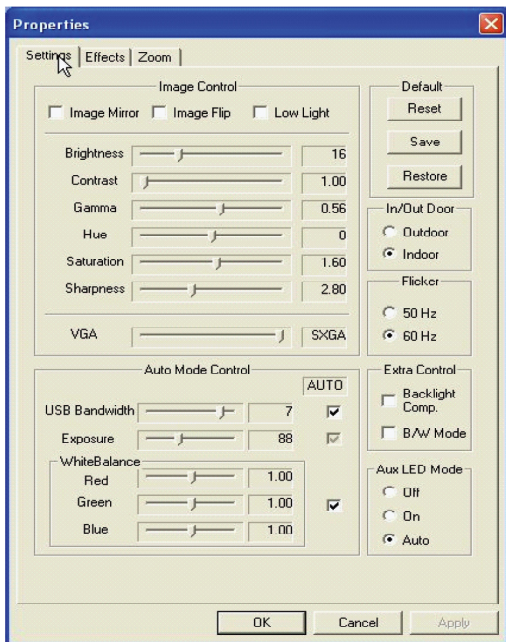 Properties
Settings Effects Zoom
Image Control
Image Mirror Image Flip Low Light
Brightness 16
Contrast 1.00
Gamma 0.56
Hue 0
Saturation 1.60
Sharpness 2.80
VGA SXGA
Default
Reset
Save
Restore
In/Out Door
Outdoor
Indoor
Flicker
50 Hz
60 Hz
Auto Mode Control
AUTO
USB Bandwidth 7
Exposure 88
WhiteBalance
Red 1.00
Green 1.00
Blue 1.00
Extra Control
Backlight
Comp.
B/W Mode
Aux LED Mode
Off
On
Auto
OK Cancel Apply